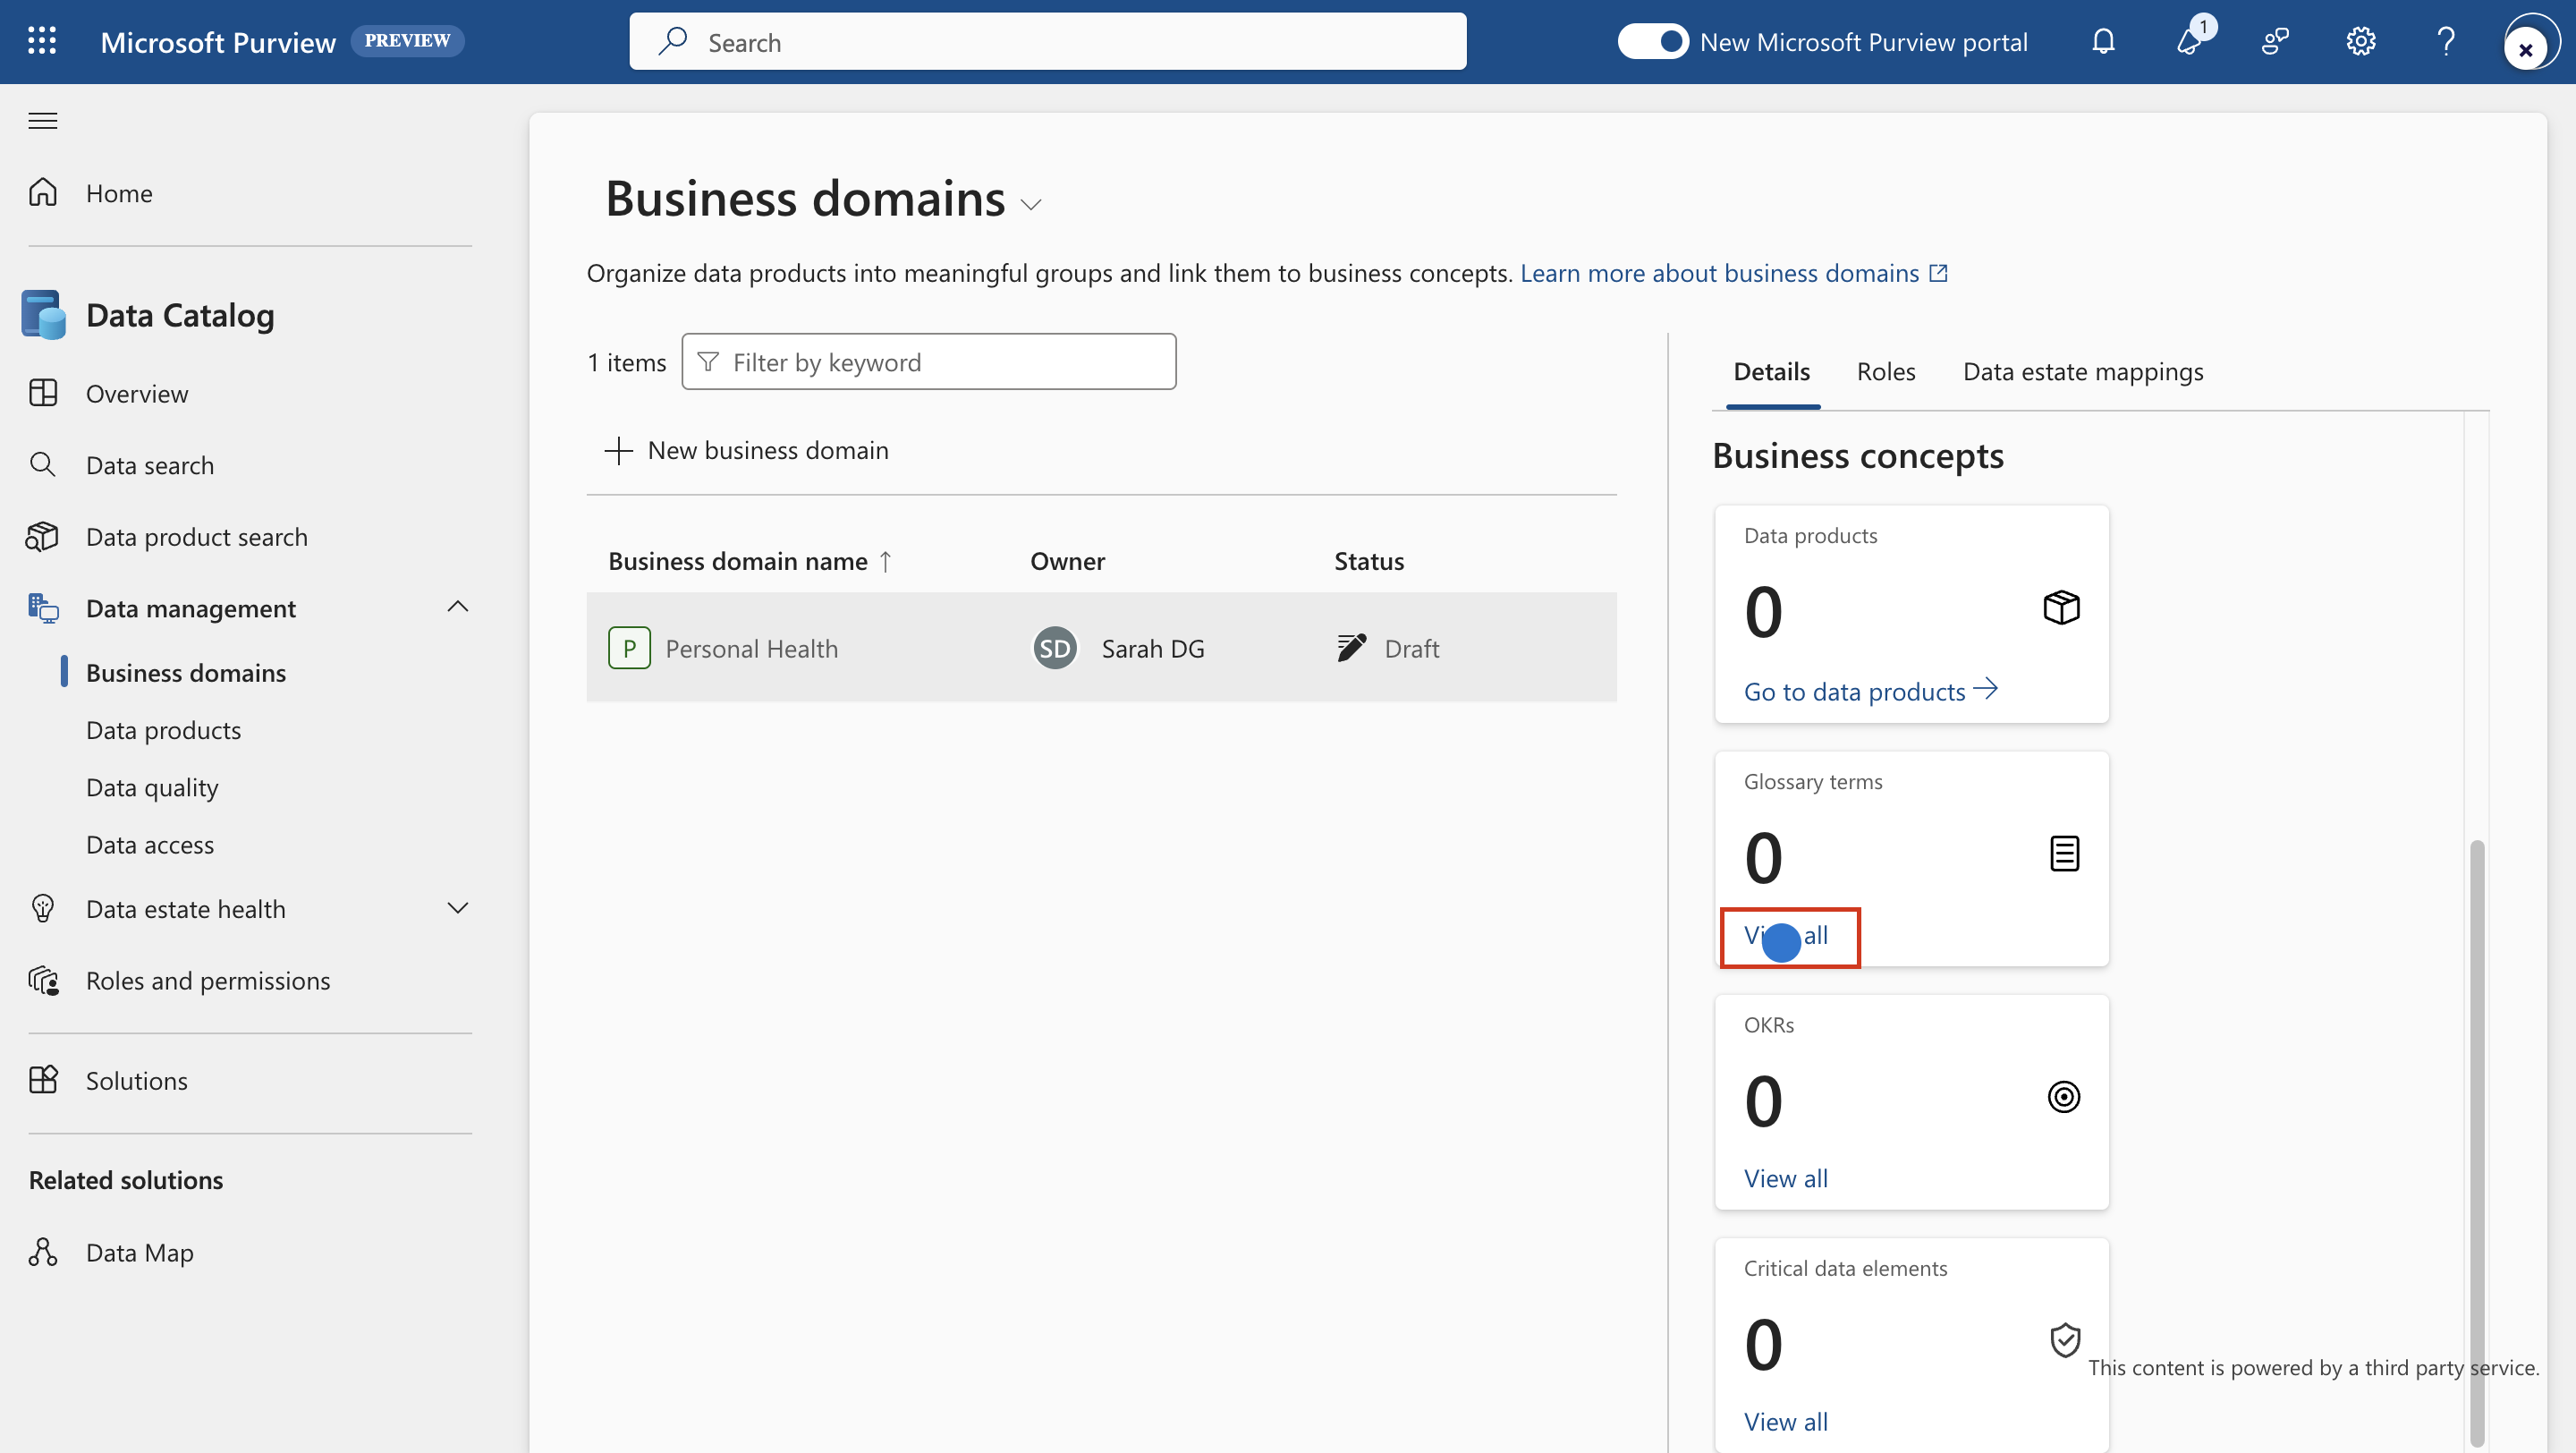 Microsoft Purview PREVIEW
Search
New Microsoft Purview portal
1
Home
Data Catalog
Overview
Data search
Data product search
Data management
Business domains
Data products
Data quality
Data access
Data estate health
Roles and permissions
Solutions
Related solutions
Data Map
Business domains
Organize data products into meaningful groups and link them to business concepts. Learn more about business domains
1 items
Filter by keyword
New business domain
Business domain name ↑ Owner Status
P Personal Health SD Sarah DG Draft
Details Roles Data estate mappings
Business concepts
Data products
0
Go to data products →
Glossary terms
0
all
OKRs
0
View all
Critical data elements
0
This content is powered by a third party service.
View all